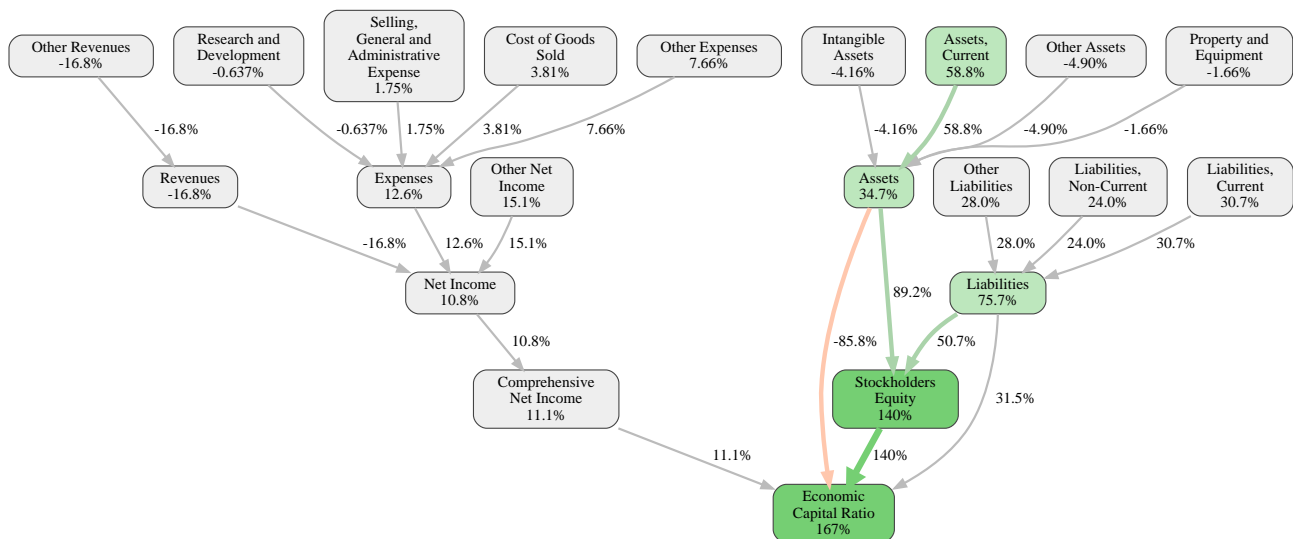 Other Revenues
-16.8%
Research and
Development
-0.637%
Selling,
General and
Administrative
Expense
1.75%
Cost of Goods
Sold
3.81%
Other Expenses
7.66%
Intangible
Assets
-4.16%
Assets,
Current
58.8%
Other Assets
-4.90%
Property and
Equipment
-1.66%
-16.8%
-0.637%
1.75%
3.81%
7.66%
-4.16%
58.8%
-4.90%
-1.66%
Revenues
-16.8%
Expenses
12.6%
Other Net
Income
15.1%
Assets
34.7%
Other
Liabilities
28.0%
Liabilities,
Non-Current
24.0%
Liabilities,
Current
30.7%
-16.8%
12.6%
15.1%
28.0%
24.0%
30.7%
Net Income
10.8%
89.2%
Liabilities
75.7%
10.8%
-85.8%
50.7%
Comprehensive
Net Income
11.1%
Stockholders
Equity
140%
31.5%
11.1%
140%
Economic
Capital Ratio
167%